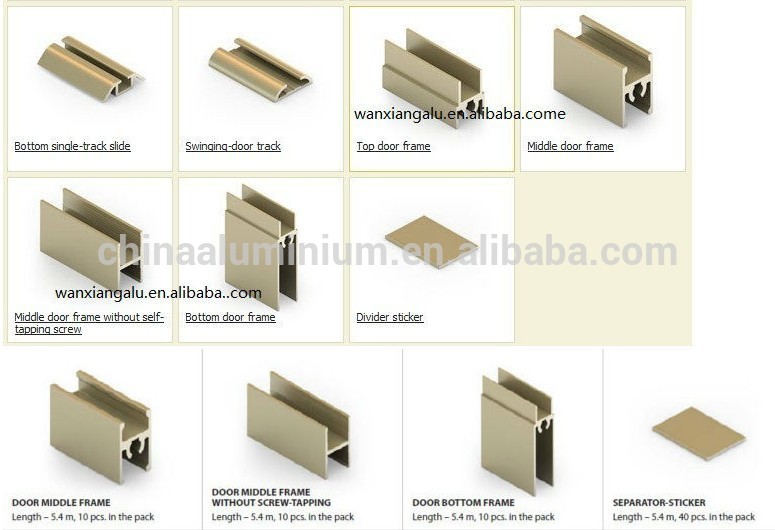 wanxiangalu.en.alibaba.come
Bottom single-track slide
Swinging-door track
Top door frame
Middle door frame
chinaaluminium.en.alibaba.com
wanxiangalu.en.alibaba..com
Middle door frame without self-
tapping screw
Bottom door frame
Divider sticker
DOOR MIDDLE FRAME
Length – 5.4 m, 10 pcs. in the pack
DOOR MIDDLE FRAME
WITHOUT SCREW-TAPPING
Length – 5.4 m, 10 pcs. in the pack
DOOR BOTTOM FRAME
Length – 5.4 m, 10 pcs. in the pack
SEPARATOR-STICKER
Length – 5.4 m, 40 pcs. in the pack